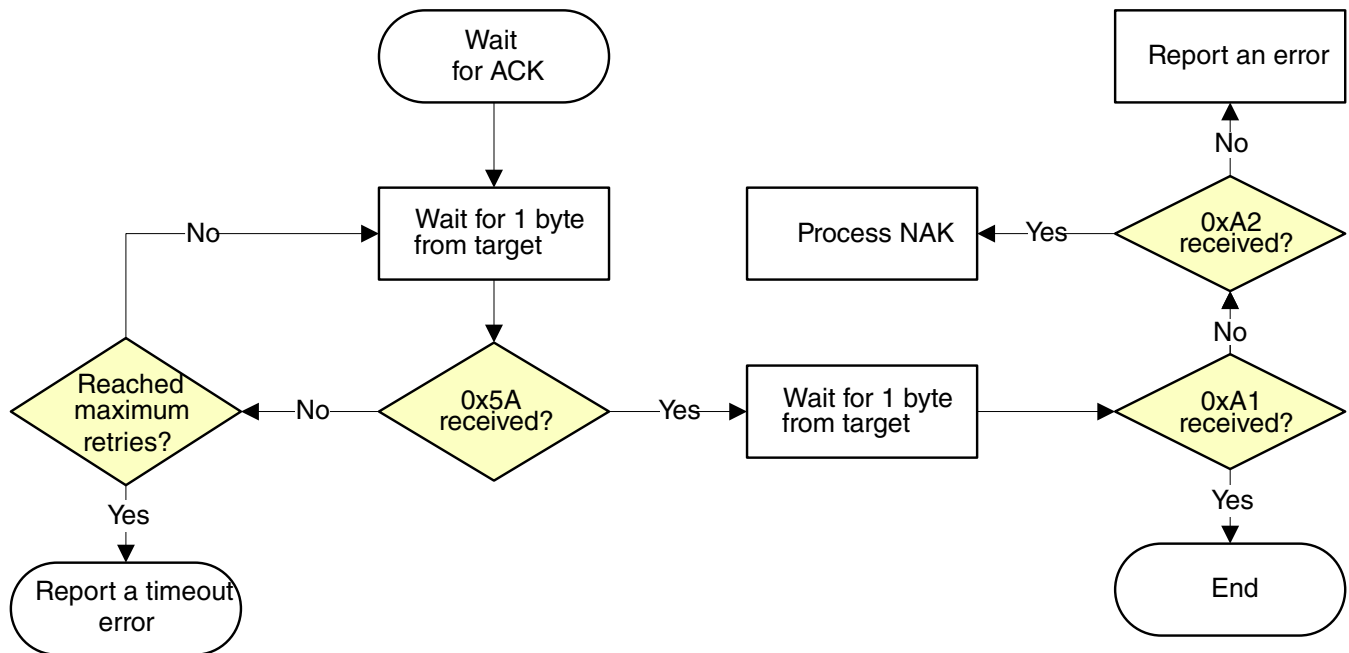 Wait
for ACK
Report an error
No
Wait for 1 byte
from target
Process NAK
Yes
0xA2
received?
No
No
Reached
maximum
retries?
No
0x5A
received?
Yes
Wait for 1 byte
from target
0xA1
received?
Yes
Yes
Report a timeout
error
End